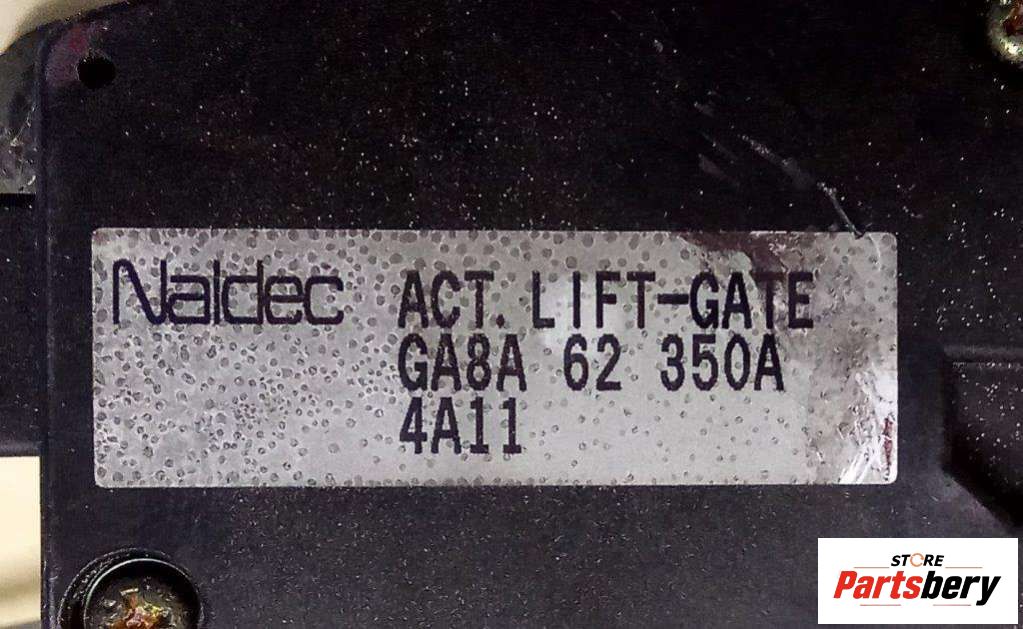 Naldec ACT. LIFT-GATE
GA8A 62 350A
4A11
STORE
Partsbery